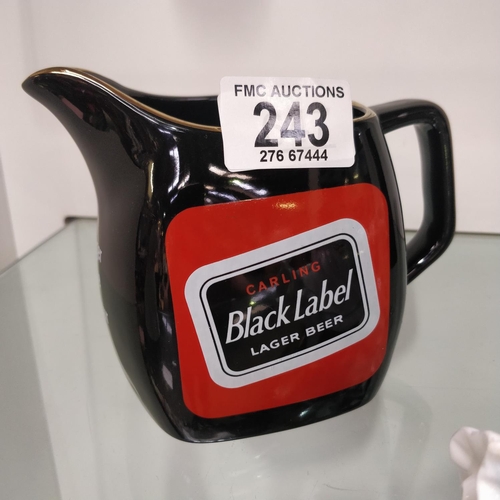 FMC AUCTIONS
243
276 67444
CARLING
Black Label
LAGER BEER